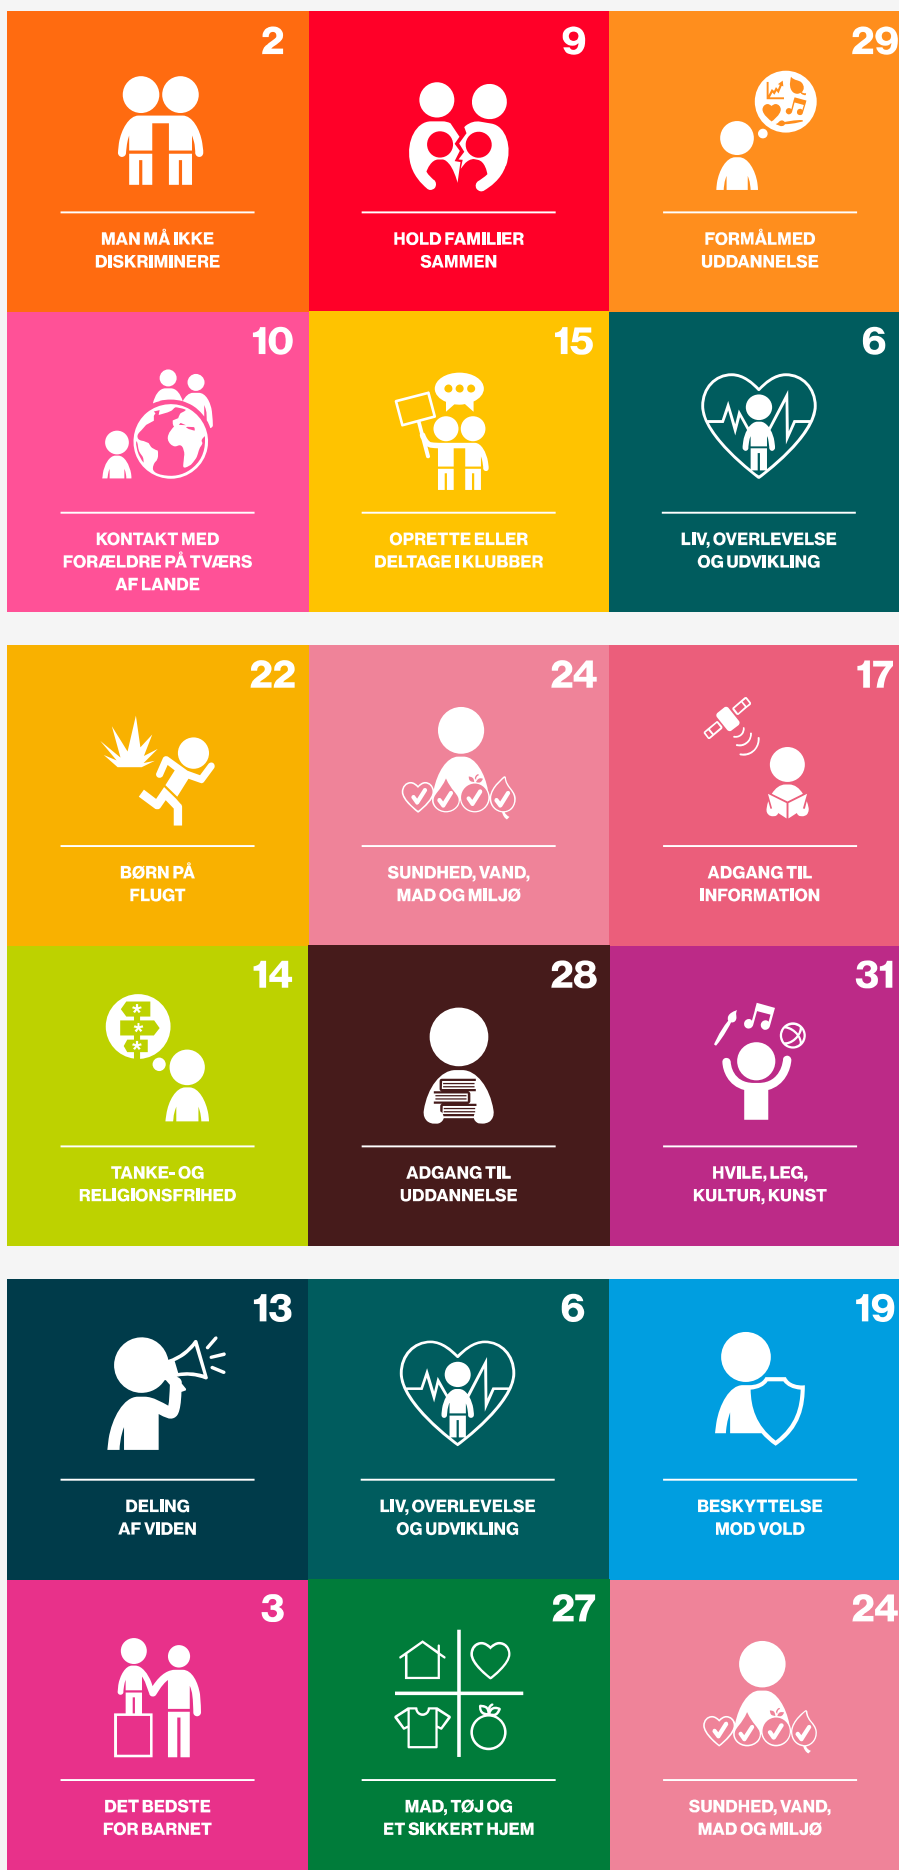 2
MAN MÅ IKKE
DISKRIMINERE
9
HOLD FAMILIER
SAMMEN
29
FORMÅLMED
UDDANNELSE
10
KONTAKT MED
FORÆLDRE PÅ TVÆRS
AF LANDE
15
OPRETTE ELLER
DELTAGE I KLUBBER
6
LIV, OVERLEVELSE
OG UDVIKLING
22
BØRN PÅ
FLUGT
24
SUNDHED, VAND,
MAD OG MILJØ
17
ADGANG TIL
INFORMATION
14
TANKE- OG
RELIGIONSFRIHED
28
ADGANG TIL
UDDANNELSE
31
HVILE, LEG,
KULTUR, KUNST
13
DELING
AF VIDEN
6
LIV, OVERLEVELSE
OG UDVIKLING
19
BESKYTTELSE
MOD VOLD
3
DET BEDSTE
FOR BARNET
27
MAD, TØJ OG
ET SIKKERT HJEM
24
SUNDHED, VAND,
MAD OG MILJØ